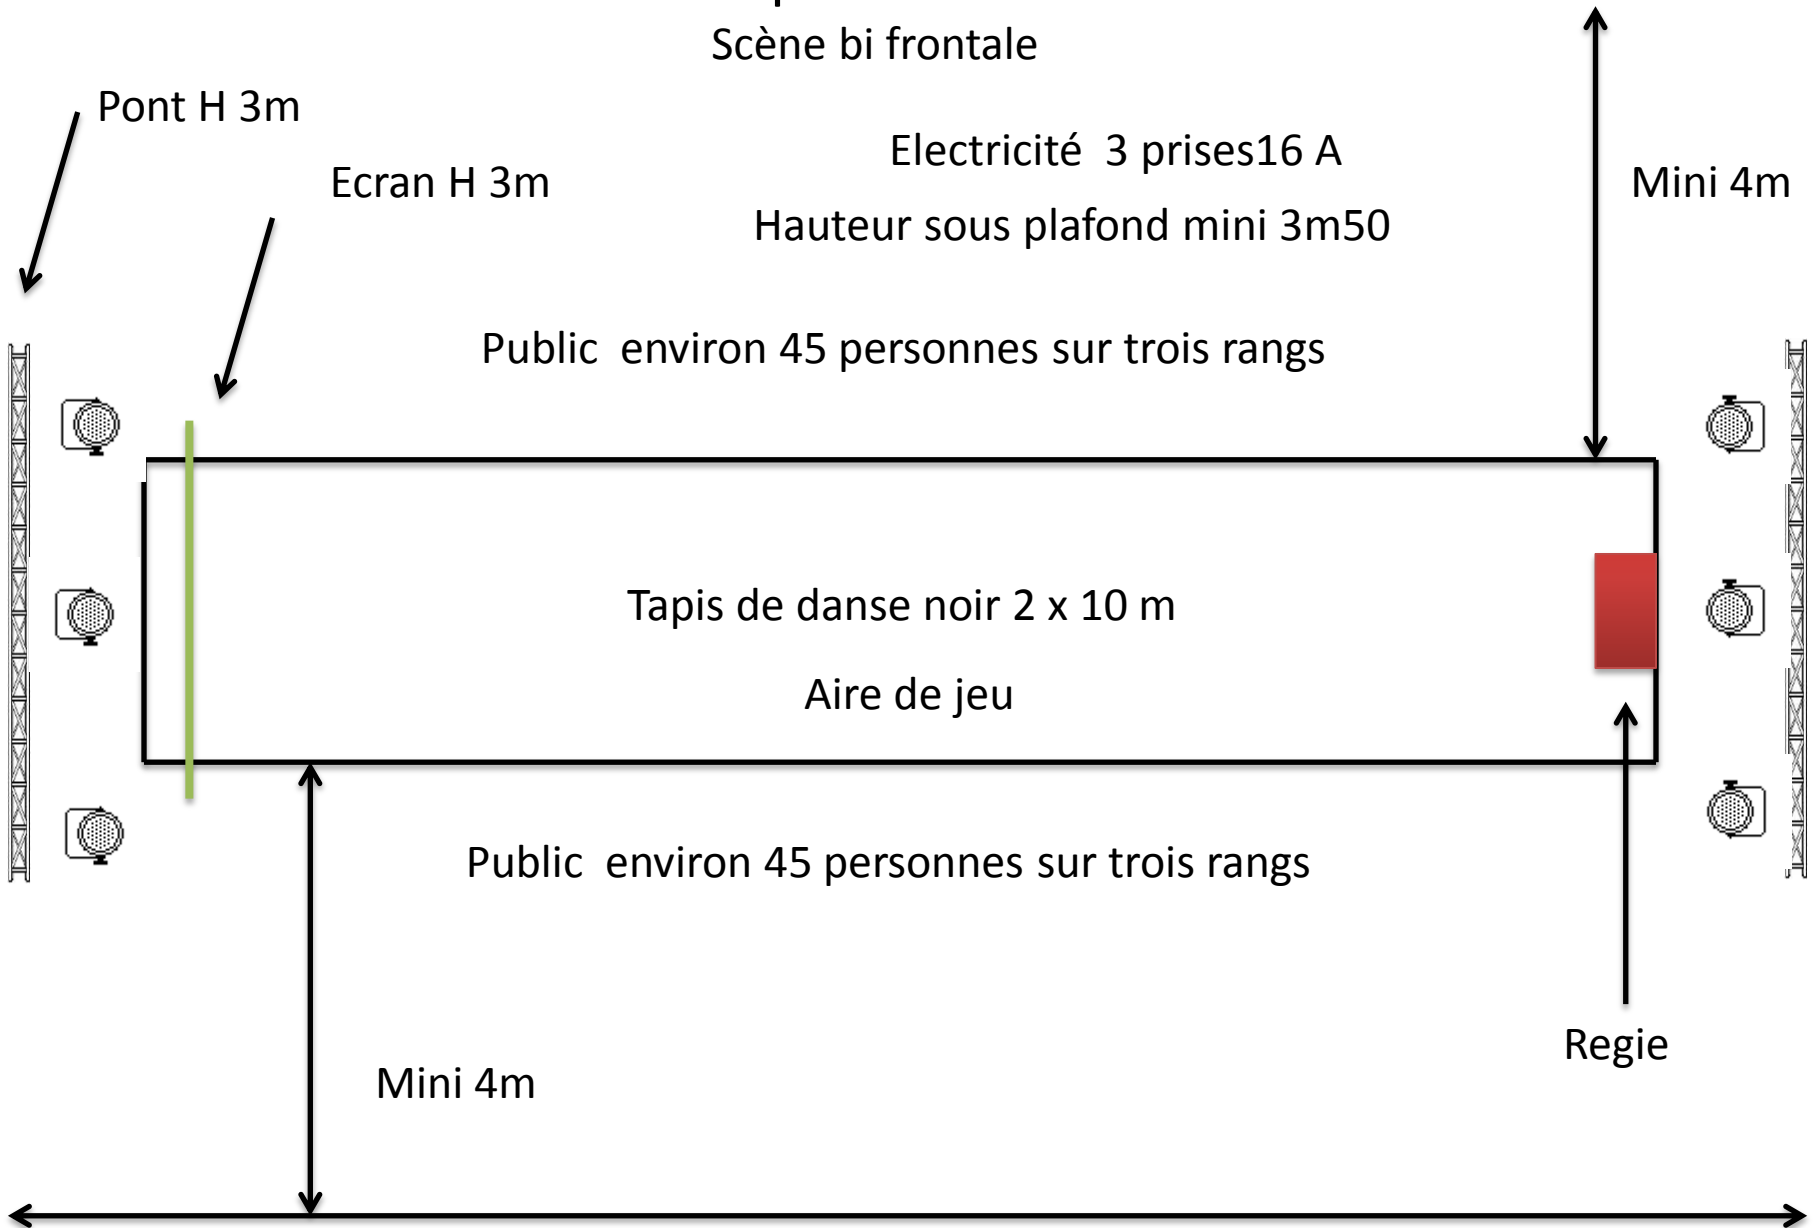 Scène bi frontale
Pont H 3m
Electricité  3 prises16 A
Ecran H 3m
Mini 4m
Hauteur sous plafond mini 3m50
Public  environ 45 personnes sur trois rangs
Tapis de danse noir 2 x 10 m
Aire de jeu
Public  environ 45 personnes sur trois rangs
Regie
Mini 4m